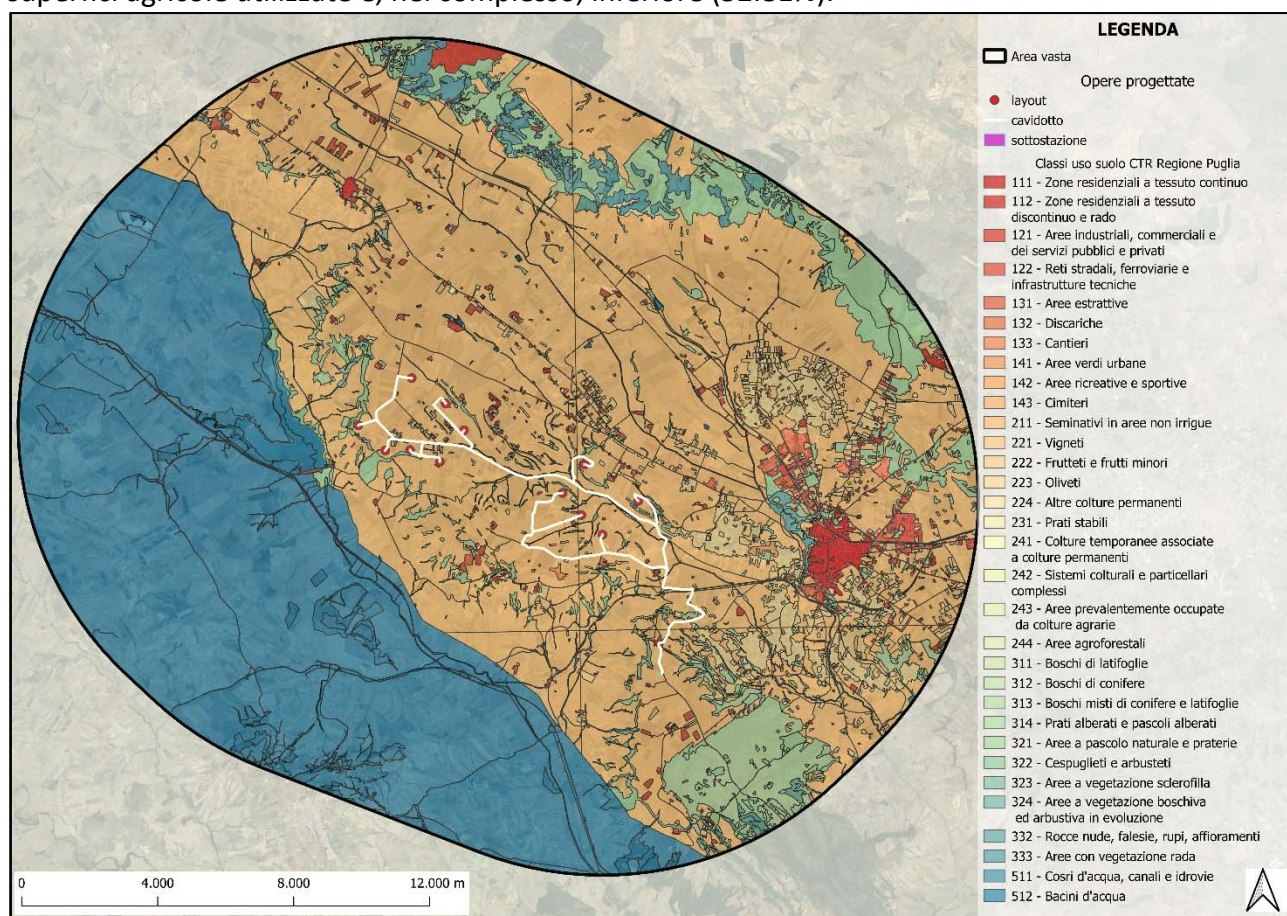 superfici agricole utilizzate nel complesso, inferiore
LEGENDA
Area vasta
Opere progettate
layout
cavidotto
sottostazione
Classi uso suolo CTR Regione Puglia
111 - Zone residenziali a tessuto continuo
112 - Zone residenziali a tessuto
discontinuo e rado
121 - Aree industriali, commerciali e
dei servizi pubblici e privati
122 - Reti stradali, ferroviarie e
infrastrutture tecniche
131 - Aree estrattive
132 - Discariche
133 - Cantieri
141 - Aree verdi urbane
142 - Aree ricreative e sportive
143 - Cimiteri
211 - Seminativi in aree non irrigue
221 - Vigneti
222 - Frutteti e frutti minori
223 - Oliveti
224 - Altre colture permanenti
231 - Prati stabili
241 - Colture temporanee associate
a colture permanenti
242 - Sistemi colturali e particellari
complessi
243 - Aree prevalentemente occupate
da colture agrarie
244 - Aree agroforestali
311 - Boschi di latifoglie
312 - Boschi di conifere
313 - Boschi misti di conifere e latifoglie
314 - Prati alberati e pascoli alberati
321 - Aree a pascolo naturale e praterie
322 - Cespuglieti e arbusteti
323 - Aree a vegetazione sclerofilla
324 - Area a vegetazione boschiva
ed arbustiva in evoluzione
332 - Rocce nude, falesie, rupi, affioramenti
333 - Aree con vegetazione rada
511 - Cosri d'acqua, canali e idrovie
512 - Bacini d'acqua
0 4.000 8.000 12.000 m